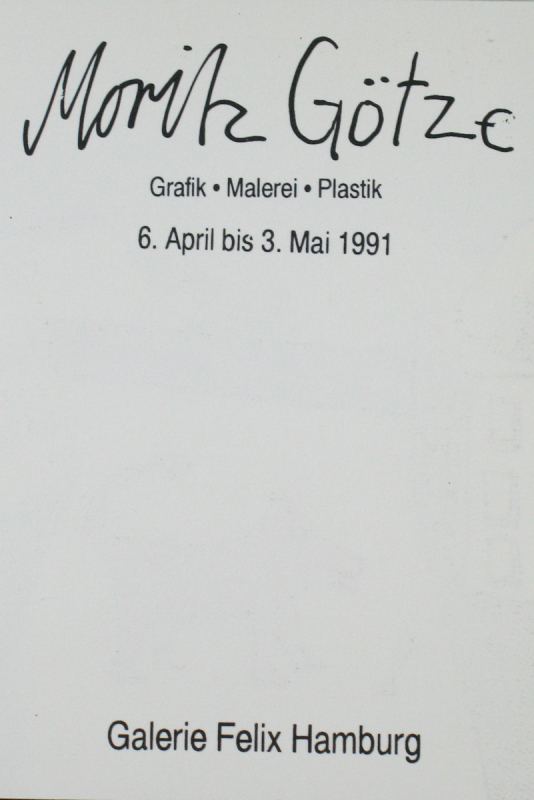 Moritz Götze
Grafik • Malerei • Plastik
6. April bis 3. Mai 1991
Galerie Felix Hamburg